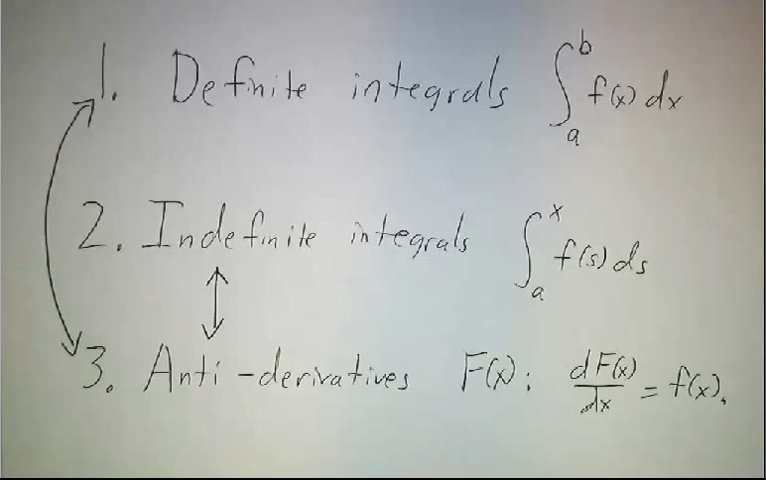 1. Definite integrals ∫_a^b f(x) dx
2. Indefinite integrals ∫_a^x f(s) ds
3. Anti-derivatives F(x): dF(x)/dx = f(x).